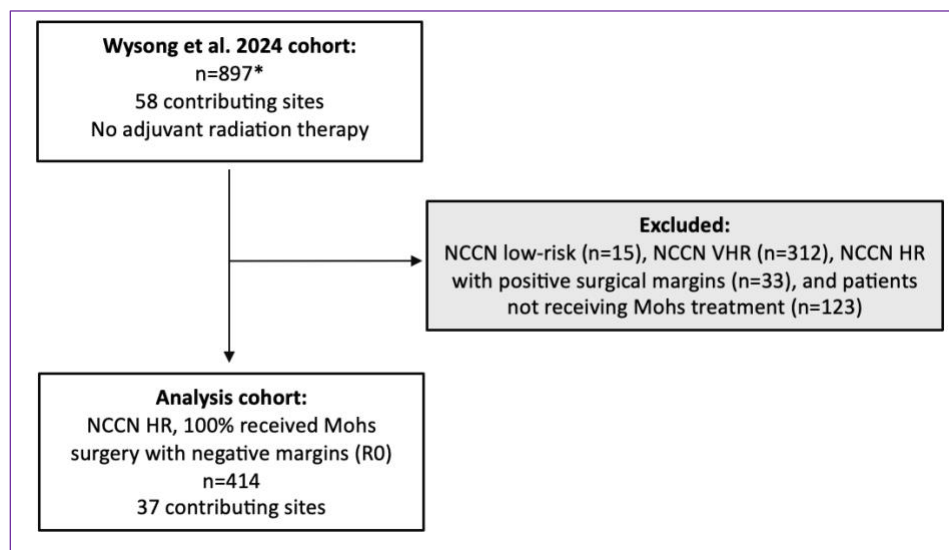 Wysong et al. 2024 cohort:
n=897*
58 contributing sites
No adjuvant radiation therapy
Excluded:
NCCN low-risk (n=15), NCCN VHR (n=312), NCCN HR
with positive surgical margins (n=33), and patients
not receiving Mohs treatment (n=123)
Analysis cohort:
NCCN HR, 100% received Mohs
surgery with negative margins (R0)
n=414
37 contributing sites